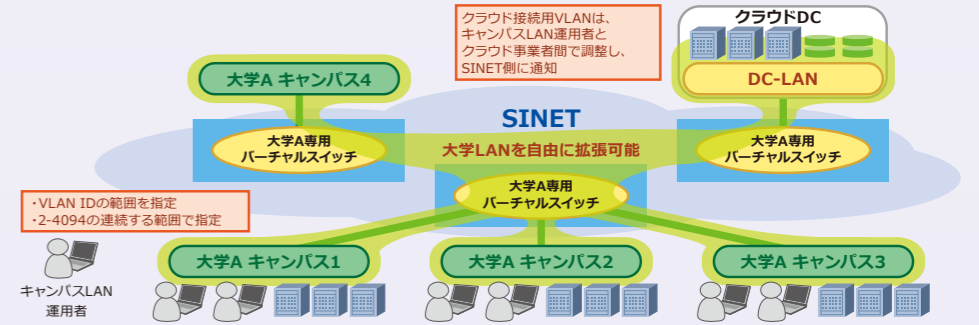 クラウド接続用VLANは、
キャンパスLAN運用者と
クラウド事業者間で調整し、
SINET側に通知
クラウドDC
DC-LAN
大学A キャンパス4
SINET
大学A専用
バーチャルスイッチ
大学LANを自由に拡張可能
大学A専用
バーチャルスイッチ
大学A専用
バーチャルスイッチ
・VLAN IDの範囲を指定
・2-4094の連続する範囲で指定
キャンパスLAN
運用者
大学A キャンパス1
大学A キャンパス2
大学A キャンパス3